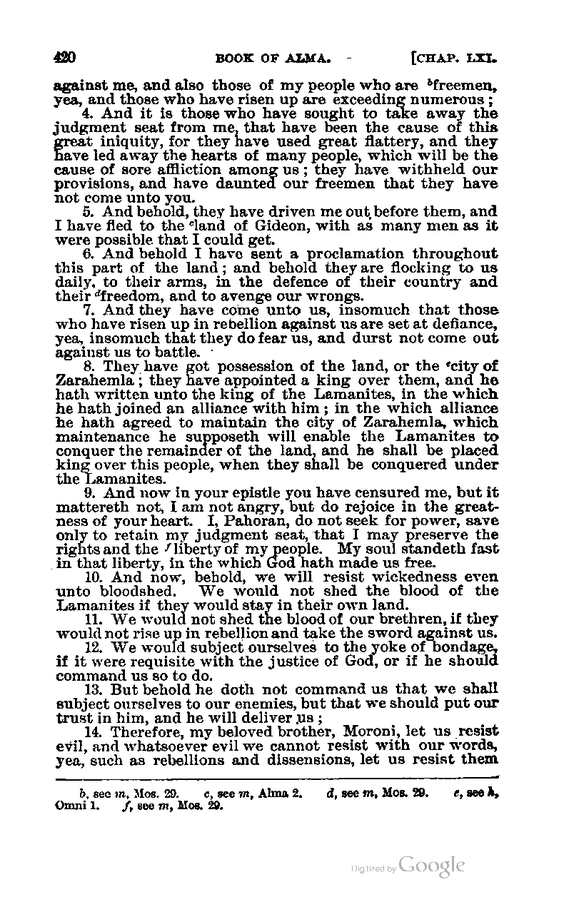 420 BOOK OF ALMA. - [CHAP. LXI.
against me, and also those of my people who are ᵇfreemen,
yea, and those who have risen up are exceeding numerous;
4. And it is those who have sought to take away the
judgment seat from me, that have been the cause of this
great iniquity, for they have used great flattery, and they
have led away the hearts of many people, which will be the
cause of sore affliction among us; they have withheld our
provisions, and have daunted our freemen that they have
not come unto you.
5. And behold, they have driven me out before them, and
I have fled to the ᶜland of Gideon, with as many men as it
were possible that I could get.
6. And behold I have sent a proclamation throughout
this part of the land; and behold they are flocking to us
daily, to their arms, in the defence of their country and
their ᵈfreedom, and to avenge our wrongs.
7. And they have come unto us, insomuch that those
who have risen up in rebellion against us are set at defiance,
yea, insomuch that they do fear us, and durst not come out
against us to battle.
8. They have got possession of the land, or the ᵉcity of
Zarahemla; they have appointed a king over them, and he
hath written unto the king of the Lamanites, in the which
he hath joined an alliance with him; in the which alliance
he hath agreed to maintain the city of Zarahemla, which
maintenance he supposeth will enable the Lamanites to
conquer the remainder of the land, and he shall be placed
king over this people, when they shall be conquered under
the Lamanites.
9. And now in your epistle you have censured me, but it
mattereth not, I am not angry, but do rejoice in the great-
ness of your heart. I, Pahoran, do not seek for power, save
only to retain my judgment seat, that I may preserve the
rights and the ᶠliberty of my people. My soul standeth fast
in that liberty, in the which God hath made us free.
10. And now, behold, we will resist wickedness even
unto bloodshed. We would not shed the blood of the
Lamanites if they would stay in their own land.
11. We would not shed the blood of our brethren, if they
would not rise up in rebellion and take the sword against us.
12. We would subject ourselves to the yoke of bondage,
if it were requisite with the justice of God, or if he should
command us so to do.
13. But behold he doth not command us that we shall
subject ourselves to our enemies, but that we should put our
trust in him, and he will deliver us;
14. Therefore, my beloved brother, Moroni, let us resist
evil, and whatsoever evil we cannot resist with our words,
yea, such as rebellions and dissensions, let us resist them
b, see m, Mos. 29. c, see m, Alma 2. d, see m, Mos. 29. e, see h,
Omni 1. f, see m, Mos. 29.
Digitized by Google